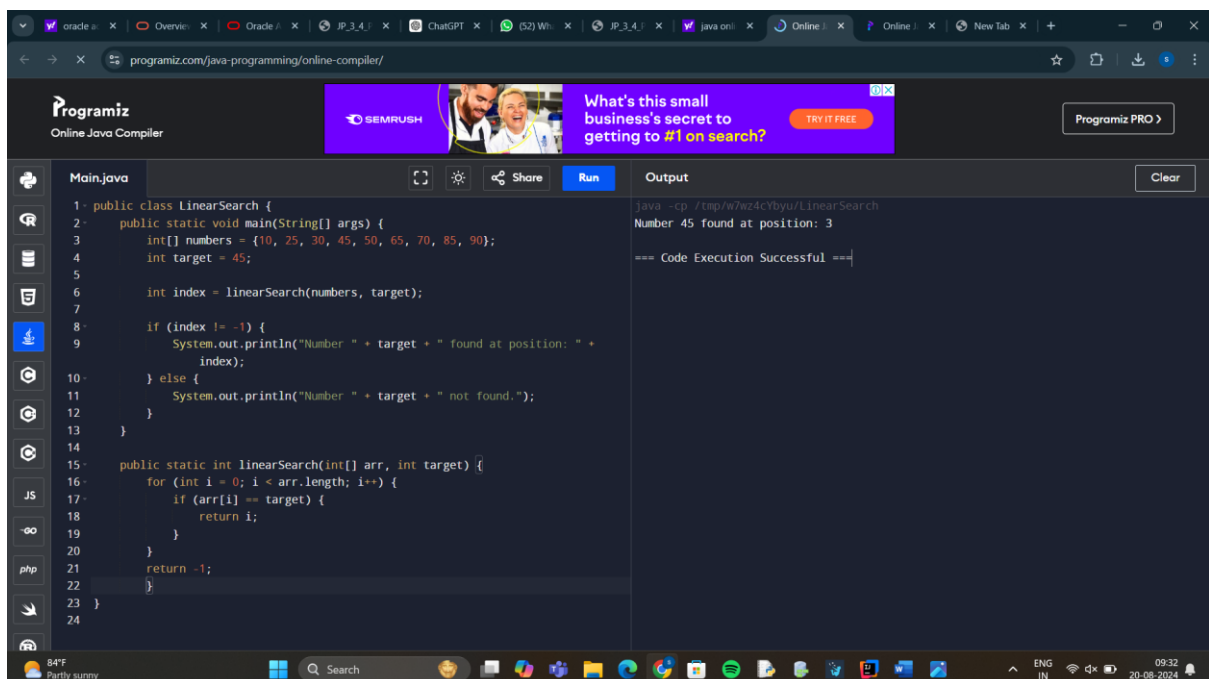 oracle ac
Overview
Oracle A
JP_3_4_P
ChatGPT
(52) Wha
JP_3_4_P
java onli
Online J
Online J
New Tab
programiz.com/java-programming/online-compiler/
Programiz
Online Java Compiler
SEMRUSH
What's this small
business's secret to
getting to #1 on search?
TRY IT FREE
Programiz PRO >
Main.java
Share
Run
Output
Clear
1 public class LinearSearch {
2     public static void main(String[] args) {
3         int[] numbers = {10, 25, 30, 45, 50, 65, 70, 85, 90};
4         int target = 45;
5
6         int index = linearSearch(numbers, target);
7
8         if (index != -1) {
9             System.out.println("Number " + target + " found at position: " +
                index);
10         } else {
11             System.out.println("Number " + target + " not found.");
12         }
13     }
14
15     public static int linearSearch(int[] arr, int target) {
16         for (int i = 0; i < arr.length; i++) {
17             if (arr[i] == target) {
18                 return i;
19             }
20         }
21         return -1;
22         }
23 }
24
java -cp /tmp/w7wz4cYbyu/LinearSearch
Number 45 found at position: 3
=== Code Execution Successful ===
JS
GO
php
84°F
Partly sunny
Search
ENG
IN
09:32
20-08-2024